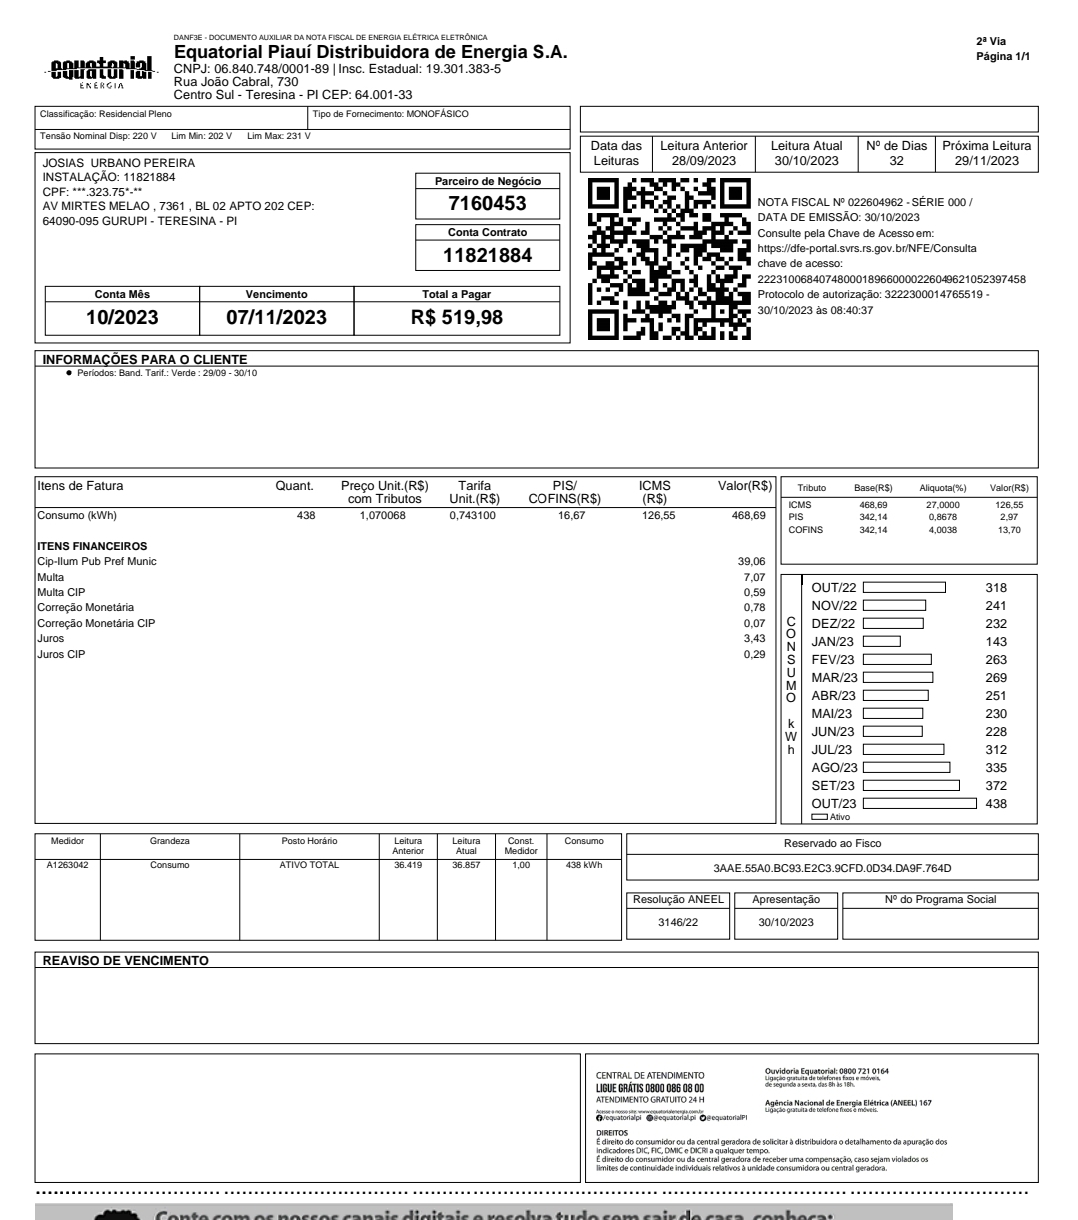 DANF3E - DOCUMENTO AUXILIAR DA NOTA FISCAL DE ENERGIA ELÉTRICA ELETRÔNICA
Equatorial Piauí Distribuidora de Energia S.A.
CNPJ: 06.840.748/0001-89 | Insc. Estadual: 19.301.383-5
Rua João Cabral, 730
Centro Sul - Teresina - PI CEP: 64.001-33
equatorial
ENERGIA
2ª Via
Página 1/1
Classificação: Residencial Pleno
Tipo de Fornecimento: MONOFÁSICO
Tensão Nominal Disp: 220 V Lim Min: 202 V Lim Max: 231 V
JOSIAS URBANO PEREIRA
INSTALAÇÃO: 11821884
CPF: ***.323.75*-**
AV MIRTES MELAO , 7361 , BL 02 APTO 202 CEP:
64090-095 GURUPI - TERESINA - PI
Parceiro de Negócio
7160453
Conta Contrato
11821884
Conta Mês Vencimento Total a Pagar
10/2023 07/11/2023 R$ 519,98
Data das Leituras Leitura Anterior Leitura Atual Nº de Dias Próxima Leitura
28/09/2023 30/10/2023 32 29/11/2023
NOTA FISCAL Nº 022604962 - SÉRIE 000 /
DATA DE EMISSÃO: 30/10/2023
Consulte pela Chave de Acesso em:
https://dfe-portal.svrs.rs.gov.br/NFE/Consulta
chave de acesso:
22231006840748000189660000226049621052397458
Protocolo de autorização: 3222300014765519 -
30/10/2023 às 08:40:37
INFORMAÇÕES PARA O CLIENTE
● Períodos: Band. Tarif.: Verde : 29/09 - 30/10
Itens de Fatura Quant. Preço Unit.(R$) com Tributos Tarifa Unit.(R$) PIS/ COFINS(R$) ICMS (R$) Valor(R$)
Consumo (kWh) 438 1,070068 0,743100 16,67 126,55 468,69
ITENS FINANCEIROS
Cip-Ilum Pub Pref Munic 39,06
Multa 7,07
Multa CIP 0,59
Correção Monetária 0,78
Correção Monetária CIP 0,07
Juros 3,43
Juros CIP 0,29
Tributo Base(R$) Aliquota(%) Valor(R$)
ICMS 468,69 27,0000 126,55
PIS 342,14 0,8678 2,97
COFINS 342,14 4,0038 13,70
CONSUMO kWh
OUT/22 318
NOV/22 241
DEZ/22 232
JAN/23 143
FEV/23 263
MAR/23 269
ABR/23 251
MAI/23 230
JUN/23 228
JUL/23 312
AGO/23 335
SET/23 372
OUT/23 438
Ativo
Medidor Grandeza Posto Horário Leitura Anterior Leitura Atual Const. Medidor Consumo
A1263042 Consumo ATIVO TOTAL 36.419 36.857 1,00 438 kWh
Reservado ao Fisco
3AAE.55A0.BC93.E2C3.9CFD.0D34.DA9F.764D
Resolução ANEEL Apresentação Nº do Programa Social
3146/22 30/10/2023
REAVISO DE VENCIMENTO
CENTRAL DE ATENDIMENTO
LIGUE GRÁTIS 0800 086 08 00
ATENDIMENTO GRATUITO 24 H
Acesse o nosso site: www.equatorialenergia.com.br
/equatorialpi @equatorial.pi @equatorialPI
Ouvidoria Equatorial: 0800 721 0164
Ligação gratuita de telefones fixos e móveis,
de segunda a sexta, das 8h às 18h.
Agência Nacional de Energia Elétrica (ANEEL) 167
Ligação gratuita de telefone fixos e móveis.
DIREITOS
É direito do consumidor ou da central geradora de solicitar à distribuidora o detalhamento da apuração dos
indicadores DIC, FIC, DMIC e DICRI a qualquer tempo.
É direito do consumidor ou da central geradora de receber uma compensação, caso sejam violados os
limites de continuidade individuais relativos à unidade consumidora ou central geradora.
Conte com os nossos canais digitais e resolva tudo sem sair de casa, conheça: